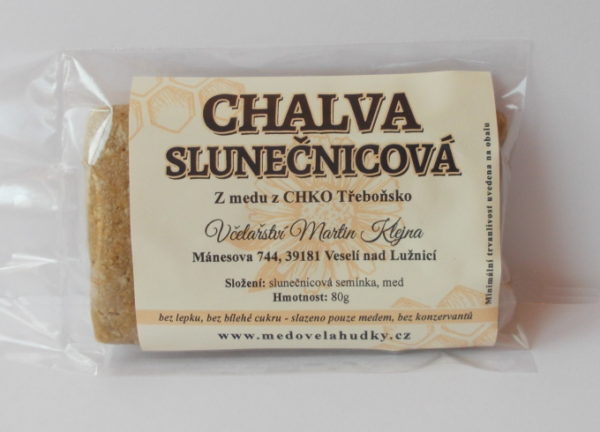 CHALVA
SLUNEČNICOVÁ
Z medu z CHKO Třeboňsko
Včelařství Martin Klejna
Mánesova 744, 39181 Veselí nad Lužnicí
Složení: slunečnicová semínka, med
Hmotnost: 80g
bez lepku, bez bílehé cukru - slazeno pouze medem, bez konzervantů
www.medovelahudky.cz
Minimální trvanlivost uvedena na obalu